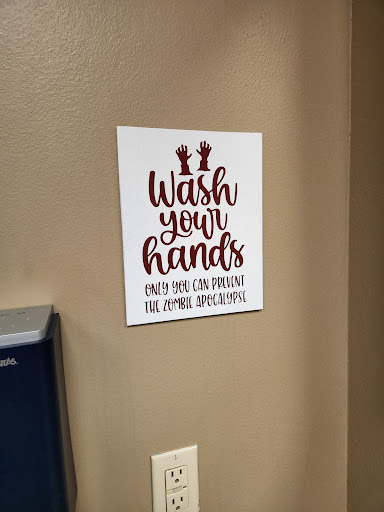 Wash
your
hands
ONLY YOU CAN PREVENT
THE ZOMBIE APOCALYPSE